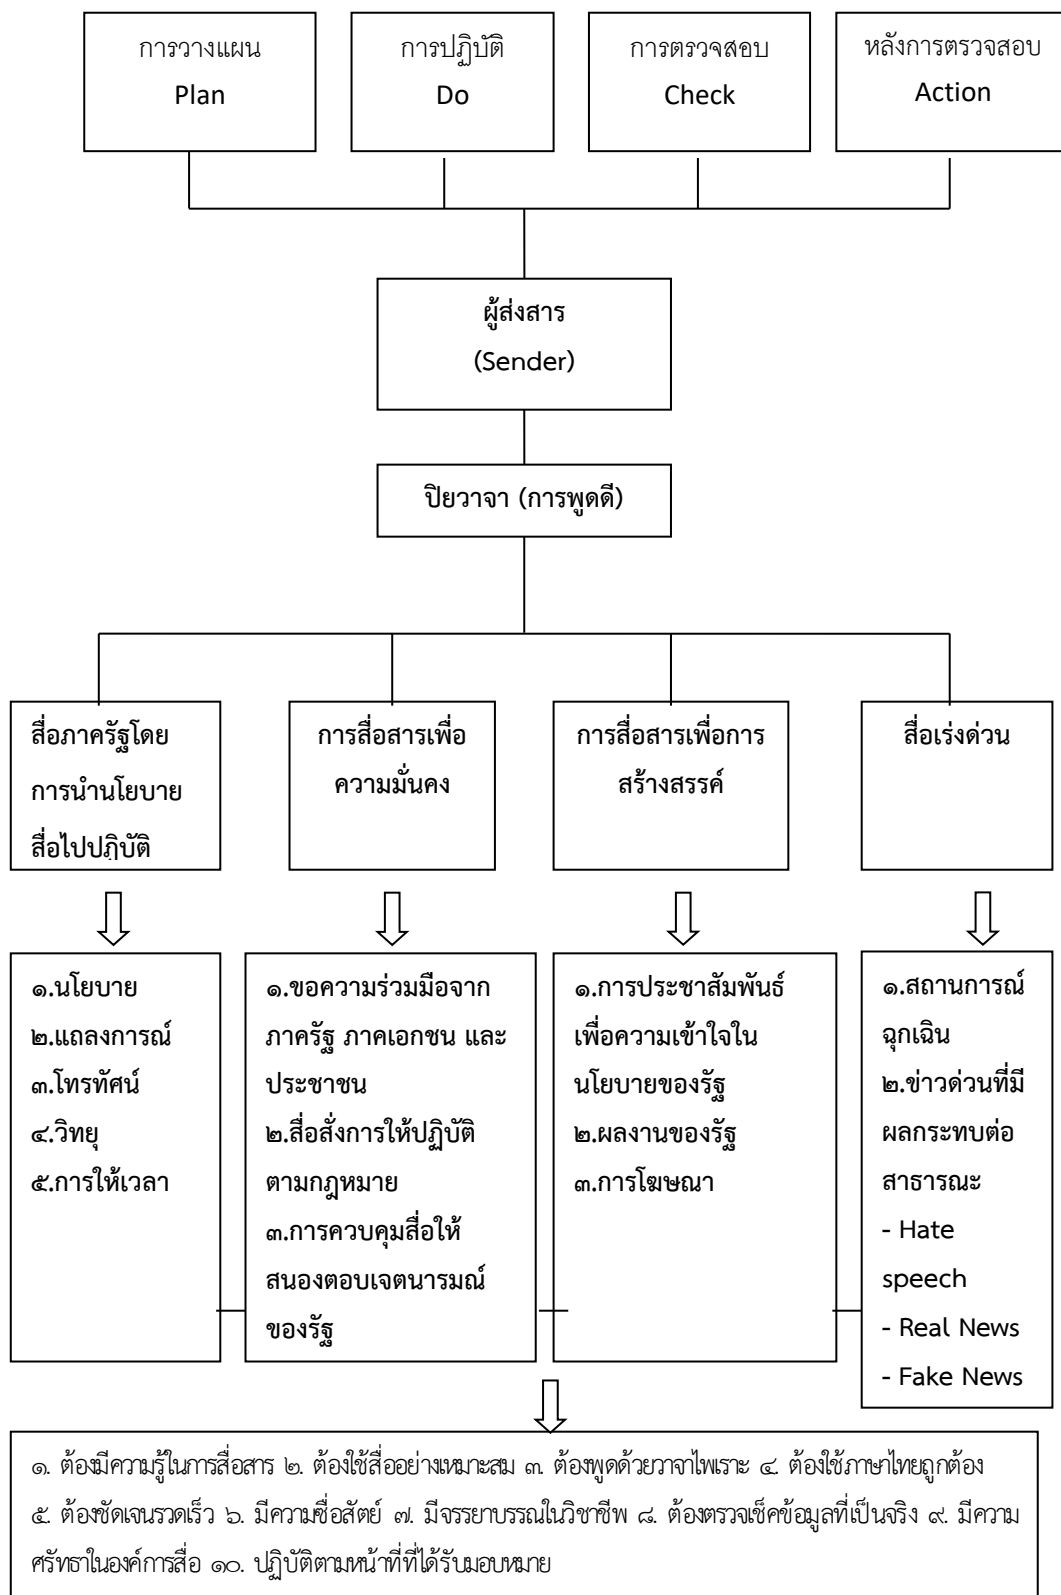 การวางแผน
Plan
การปฏิบัติ
Do
การตรวจสอบ
Check
หลังการตรวจสอบ
Action
ผู้ส่งสาร
(Sender)
ปิยวาจา (การพูดดี)
สื่อภาครัฐโดย
การนำนโยบาย
สื่อไปปฏิบัติ
การสื่อสารเพื่อ
ความมั่นคง
การสื่อสารเพื่อการ
สร้างสรรค์
สื่อเร่งด่วน
๑.นโยบาย
๒.แถลงการณ์
๓.โทรทัศน์
๔.วิทยุ
๕.การให้เวลา
๑.ขอความร่วมมือจาก
ภาครัฐ ภาคเอกชน และ
ประชาชน
๒.สื่อสั่งการให้ปฏิบัติ
ตามกฎหมาย
๓.การควบคุมสื่อให้
สนองตอบเจตนารมณ์
ของรัฐ
๑.การประชาสัมพันธ์
เพื่อความเข้าใจใน
นโยบายของรัฐ
๒.ผลงานของรัฐ
๓.การโฆษณา
๑.สถานการณ์
ฉุกเฉิน
๒.ข่าวด่วนที่มี
ผลกระทบต่อ
สาธารณะ
- Hate
speech
- Real News
- Fake News
๑. ต้องมีความรู้ในการสื่อสาร ๒. ต้องใช้สื่ออย่างเหมาะสม ๓. ต้องพูดด้วยวาจาไพเราะ ๔. ต้องใช้ภาษาไทยถูกต้อง
๕. ต้องชัดเจนรวดเร็ว ๖. มีความซื่อสัตย์ ๗. มีจรรยาบรรณในวิชาชีพ ๘. ต้องตรวจเช็คข้อมูลที่เป็นจริง ๙. มีความ
ศรัทธาในองค์การสื่อ ๑๐. ปฏิบัติตามหน้าที่ที่ได้รับมอบหมาย